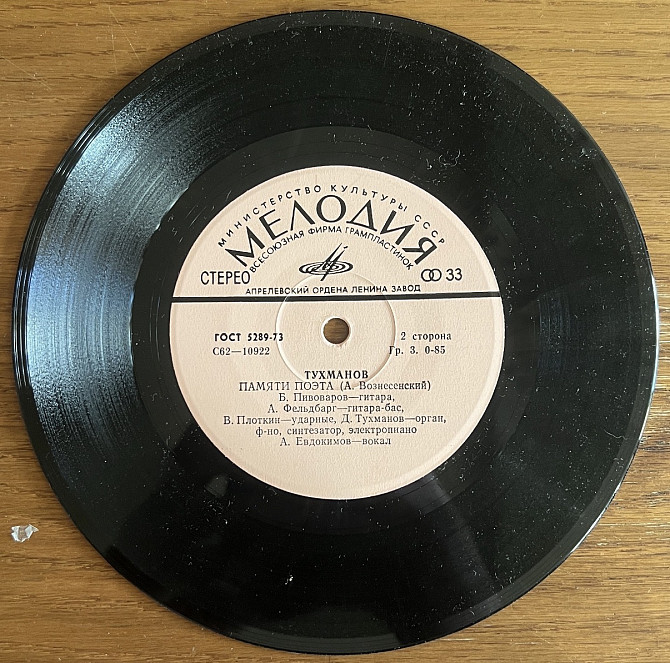 МИНИСТЕРСТВО КУЛЬТУРЫ СССР
МЕЛОДИЯ
ВСЕСОЮЗНАЯ ФИРМА ГРАМПЛАСТИНОК
СТЕРЕО
33
АПРЕЛЕВСКИЙ ОРДЕНА ЛЕНИНА ЗАВОД
ГОСТ 5289-73
2 сторона
С62—10922
Гр. 3. 0-85
ТУХМАНОВ
ПАМЯТИ ПОЭТА (А. Вознесенский)
Б. Пивоваров—гитара,
А. Фельдбарг—гитара-бас,
В. Плоткин—ударные, Д. Тухманов—орган,
ф-но, синтезатор, электропиано
А. Евдокимов—вокал